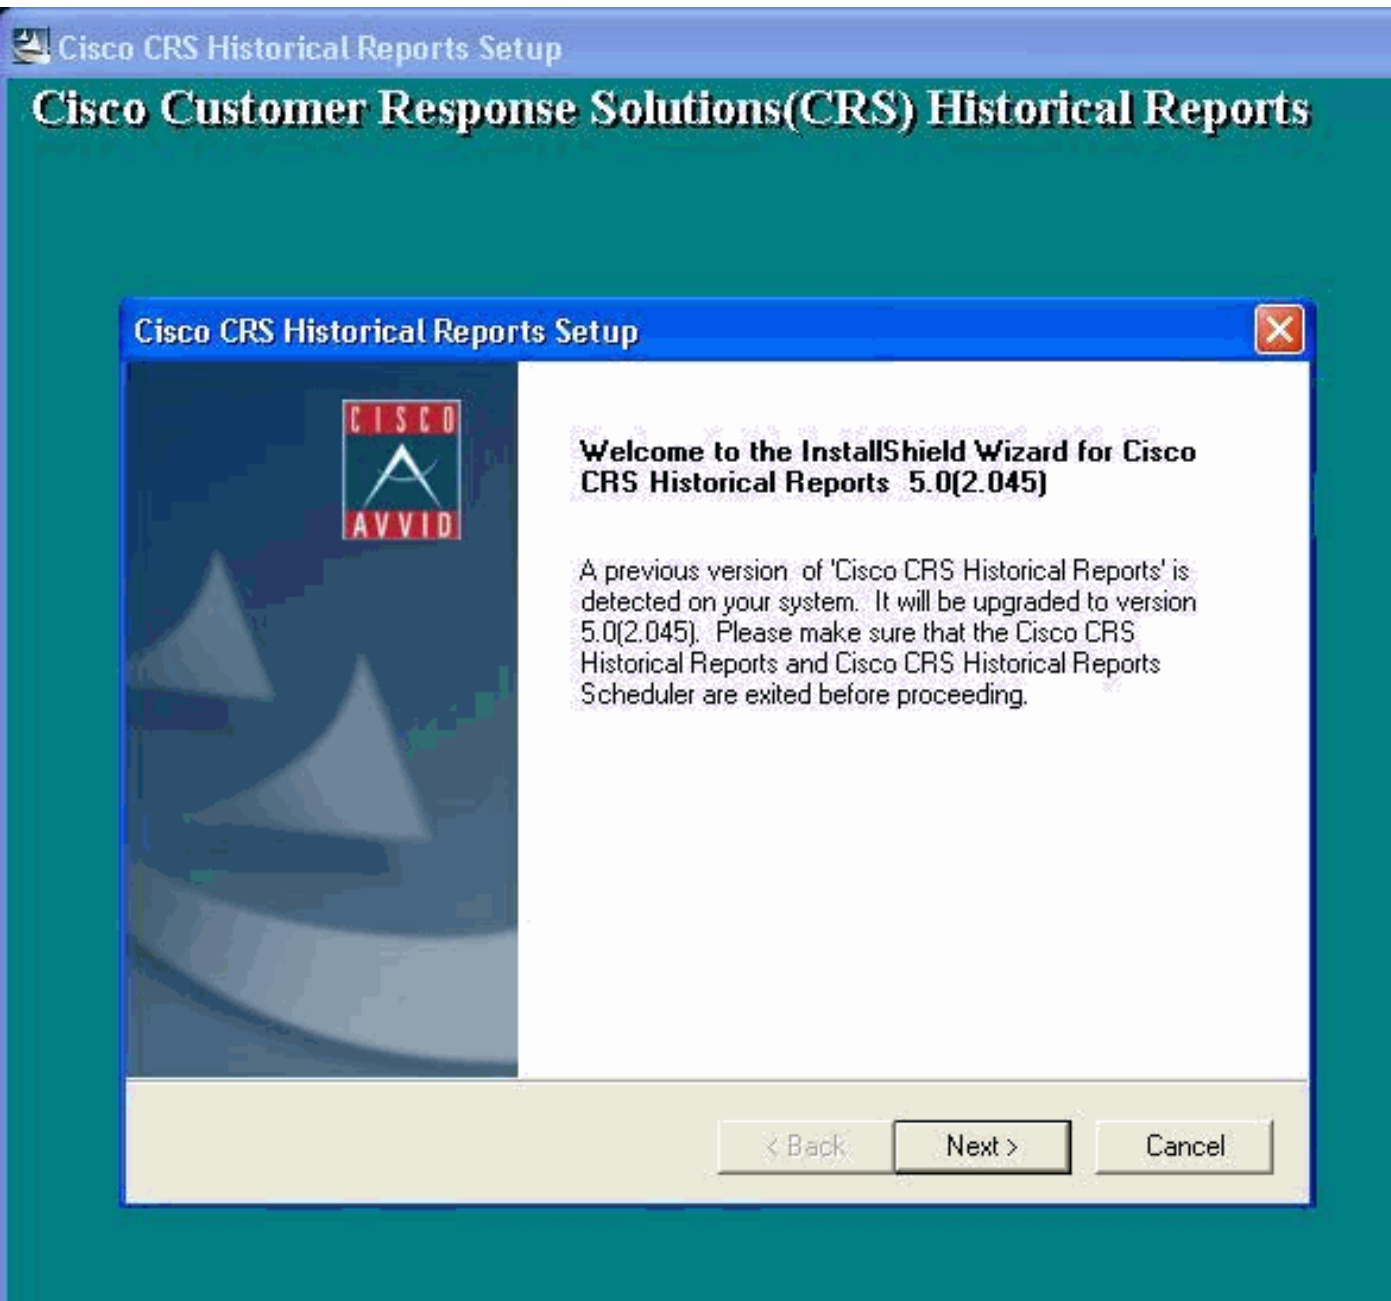 Cisco CRS Historical Reports Setup
Cisco Customer Response Solutions(CRS) Historical Reports
Cisco CRS Historical Reports Setup
CISCO
AVVID
Welcome to the InstallShield Wizard for Cisco
CRS Historical Reports 5.0(2.045)
A previous version of 'Cisco CRS Historical Reports' is
detected on your system. It will be upgraded to version
5.0(2.045). Please make sure that the Cisco CRS
Historical Reports and Cisco CRS Historical Reports
Scheduler are exited before proceeding.
< Back
Next >
Cancel